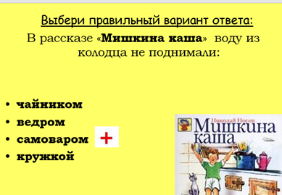 Выбери правильный вариант ответа:
В рассказе «Мишкина каша» воду из
колодца не поднимали:
• чайником
• ведром
• самоваром
• кружкой
Николай Носов
Мишкина
каша